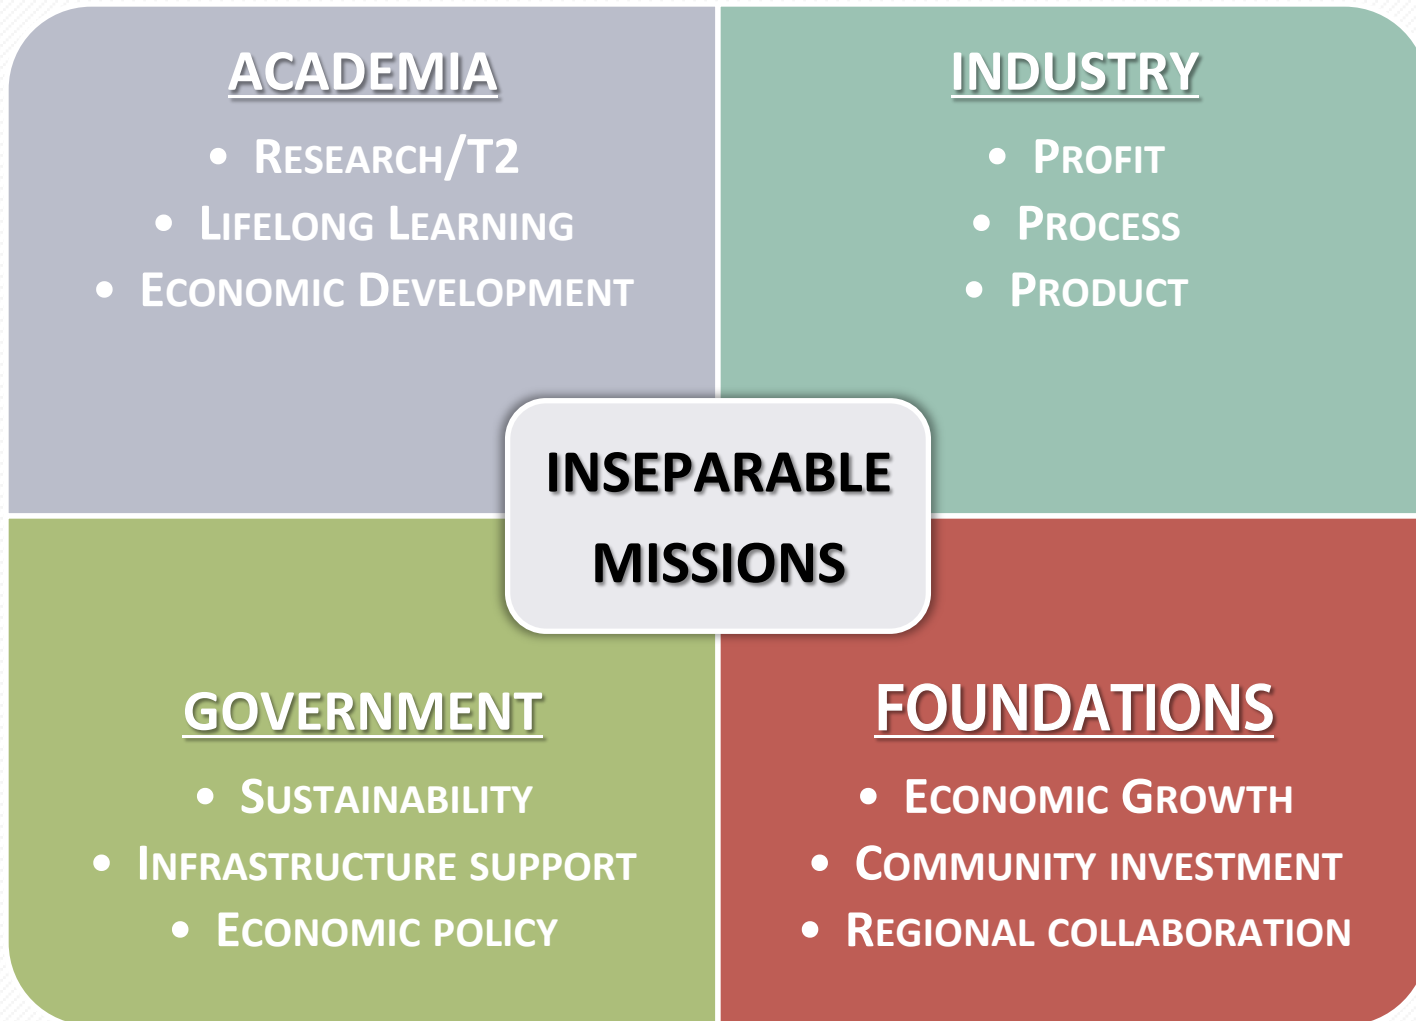 ACADEMIA
• RESEARCH/T2
• LIFELONG LEARNING
• ECONOMIC DEVELOPMENT
INDUSTRY
• PROFIT
• PROCESS
• PRODUCT
INSEPARABLE
MISSIONS
GOVERNMENT
• SUSTAINABILITY
• INFRASTRUCTURE SUPPORT
• ECONOMIC POLICY
FOUNDATIONS
• ECONOMIC GROWTH
• COMMUNITY INVESTMENT
• REGIONAL COLLABORATION